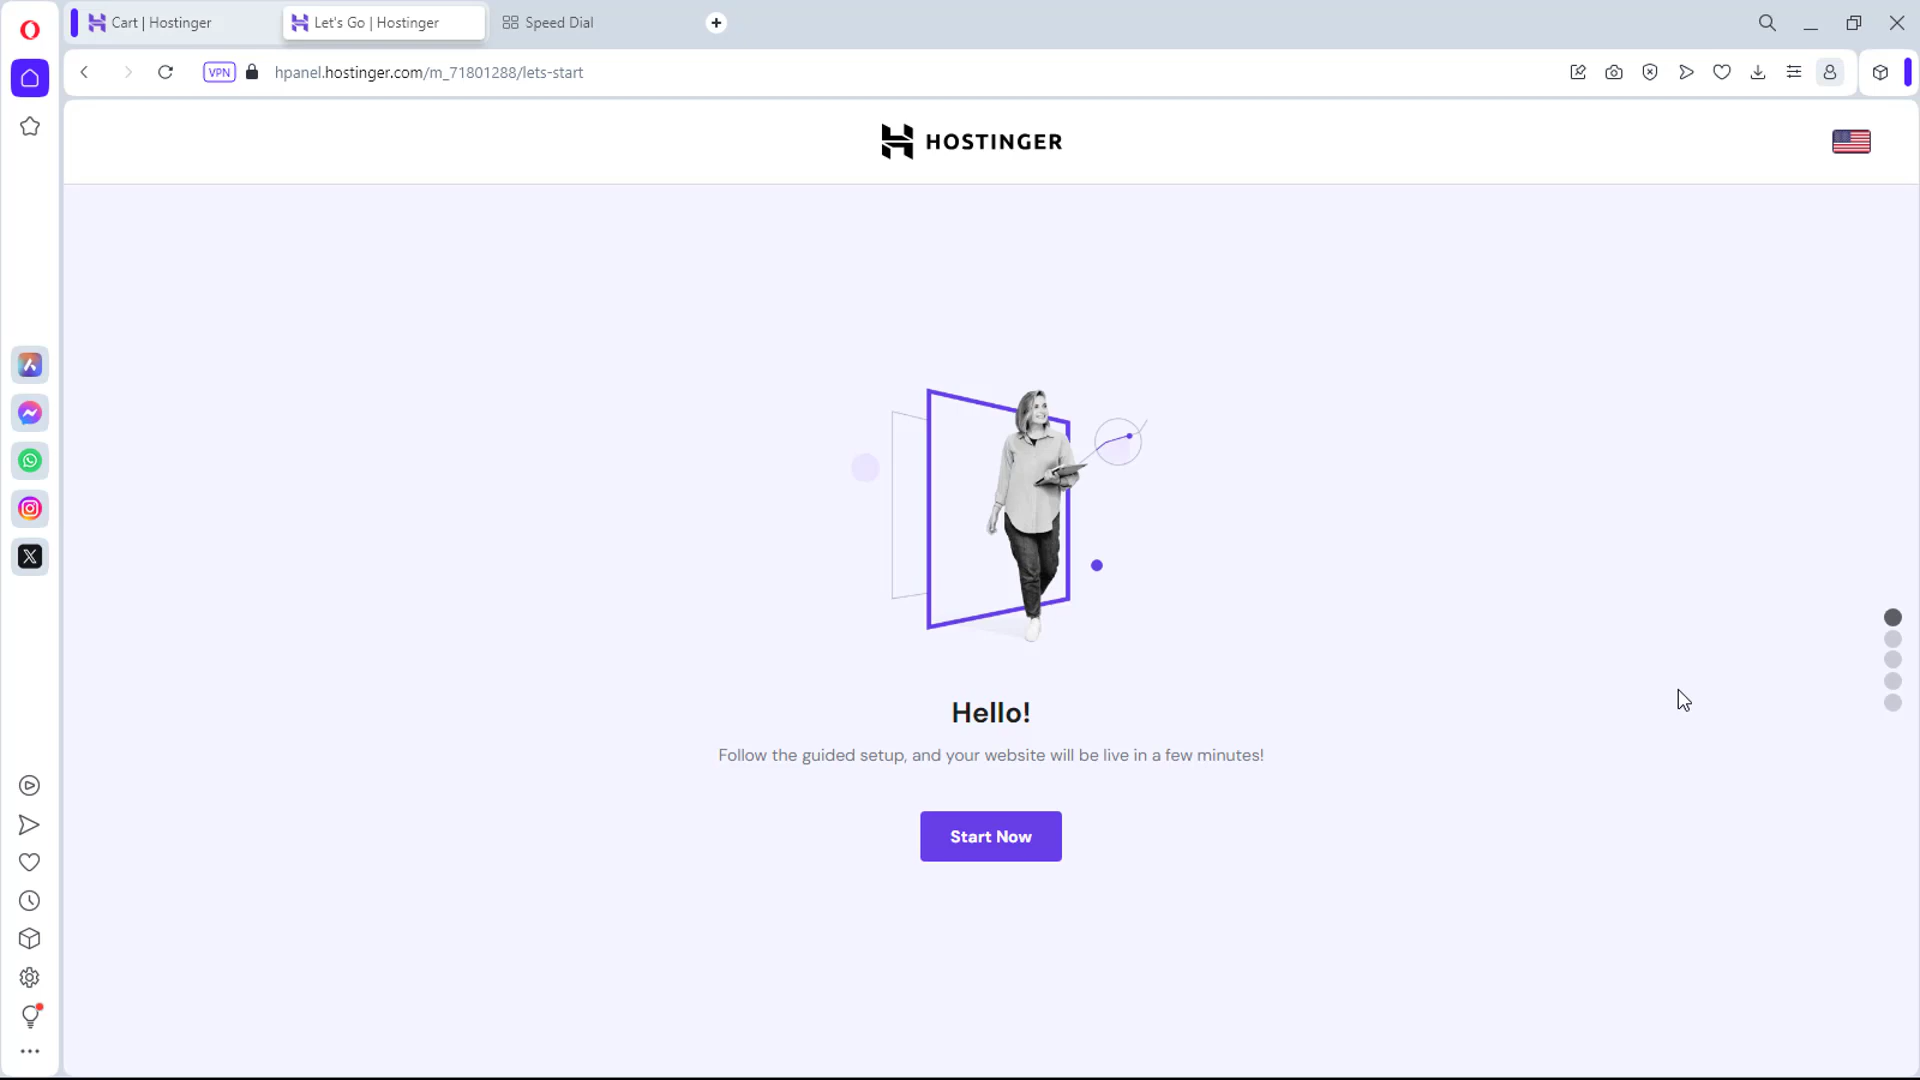 Cart | Hostinger
Let's Go | Hostinger
Speed Dial
VPN
hpanel.hostinger.com/m_71801288/lets-start
HOSTINGER
Hello!
Follow the guided setup, and your website will be live in a few minutes!
Start Now